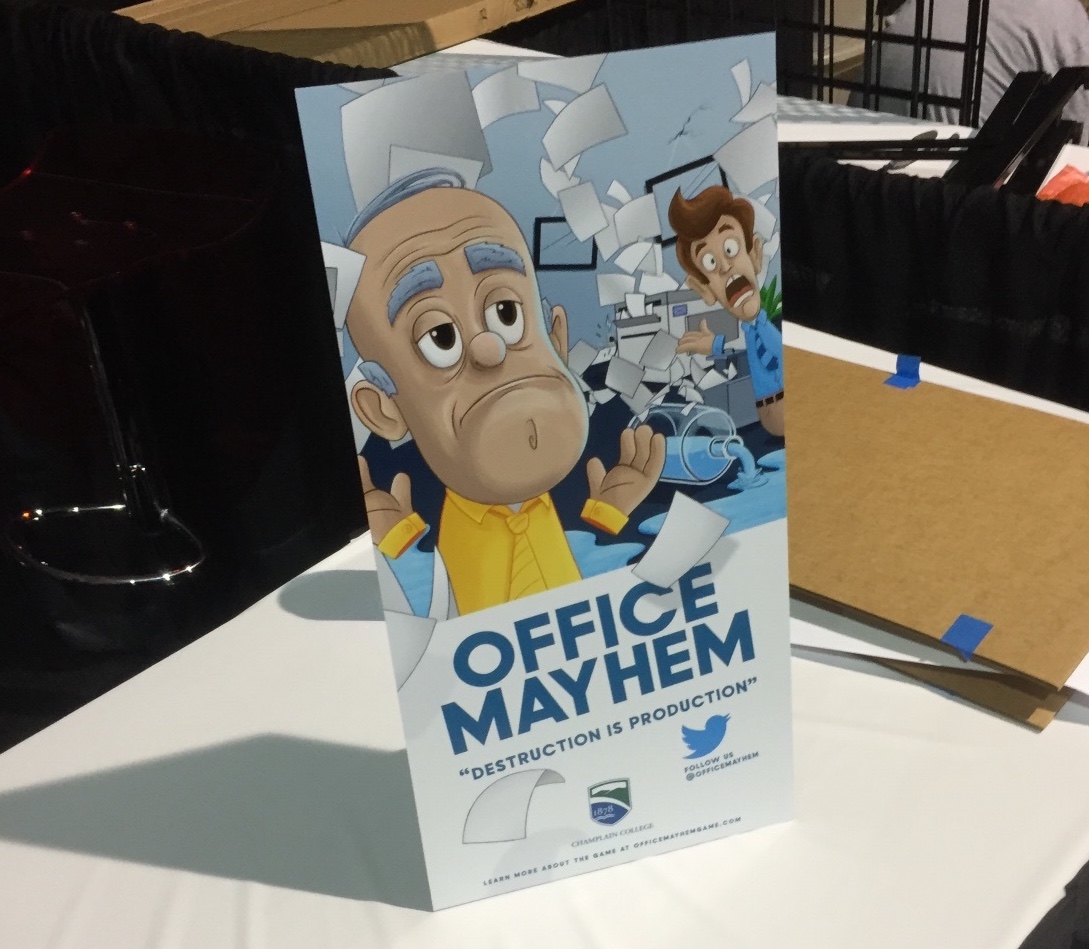 OFFICE
MAYHEM
“DESTRUCTION IS PRODUCTION”
FOLLOW US
@OFFICEMAYHEM
1878
CHAMPLAIN COLLEGE
LEARN MORE ABOUT THE GAME AT OFFICEMAYHEMGAME.COM